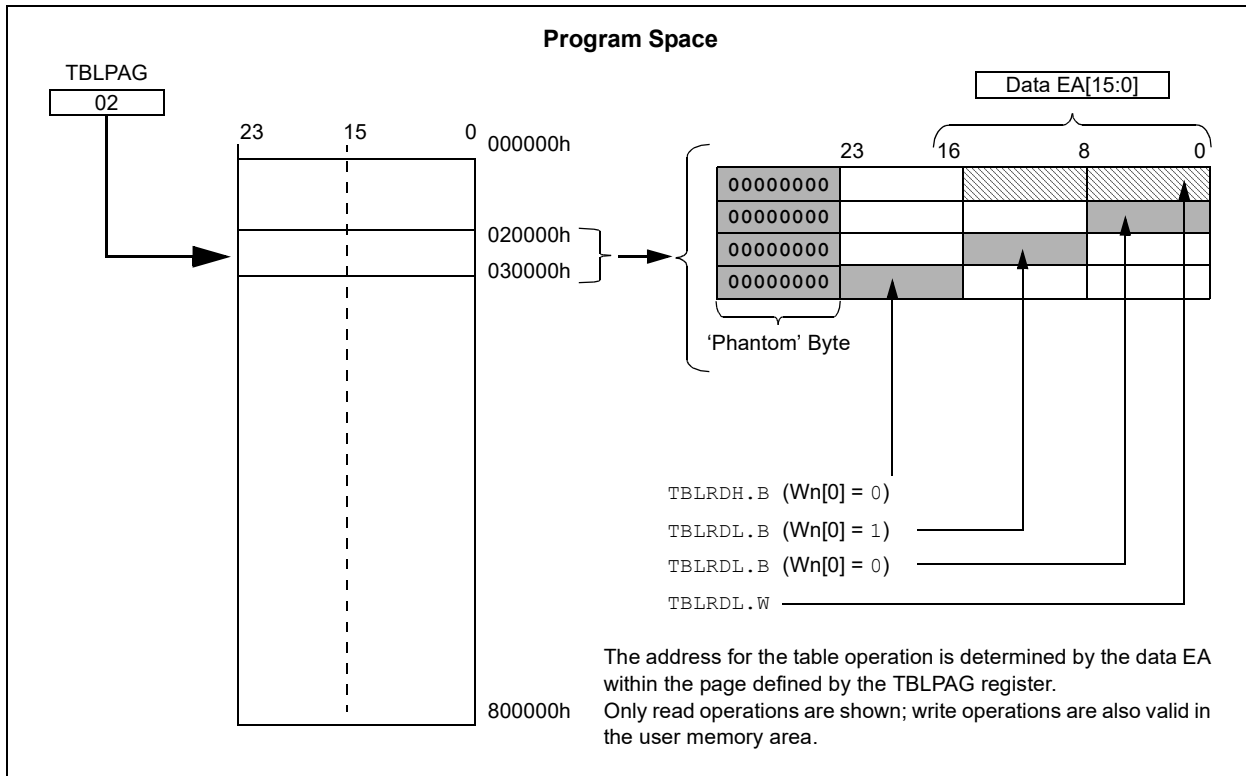 Program Space
TBLPAG
02
Data EA[15:0]
23 15 0
000000h
020000h
030000h
800000h
23 16 8 0
00000000
00000000
00000000
00000000
‘Phantom’ Byte
TBLRDH.B (Wn[0] = 0)
TBLRDL.B (Wn[0] = 1)
TBLRDL.B (Wn[0] = 0)
TBLRDL.W
The address for the table operation is determined by the data EA
within the page defined by the TBLPAG register.
Only read operations are shown; write operations are also valid in
the user memory area.